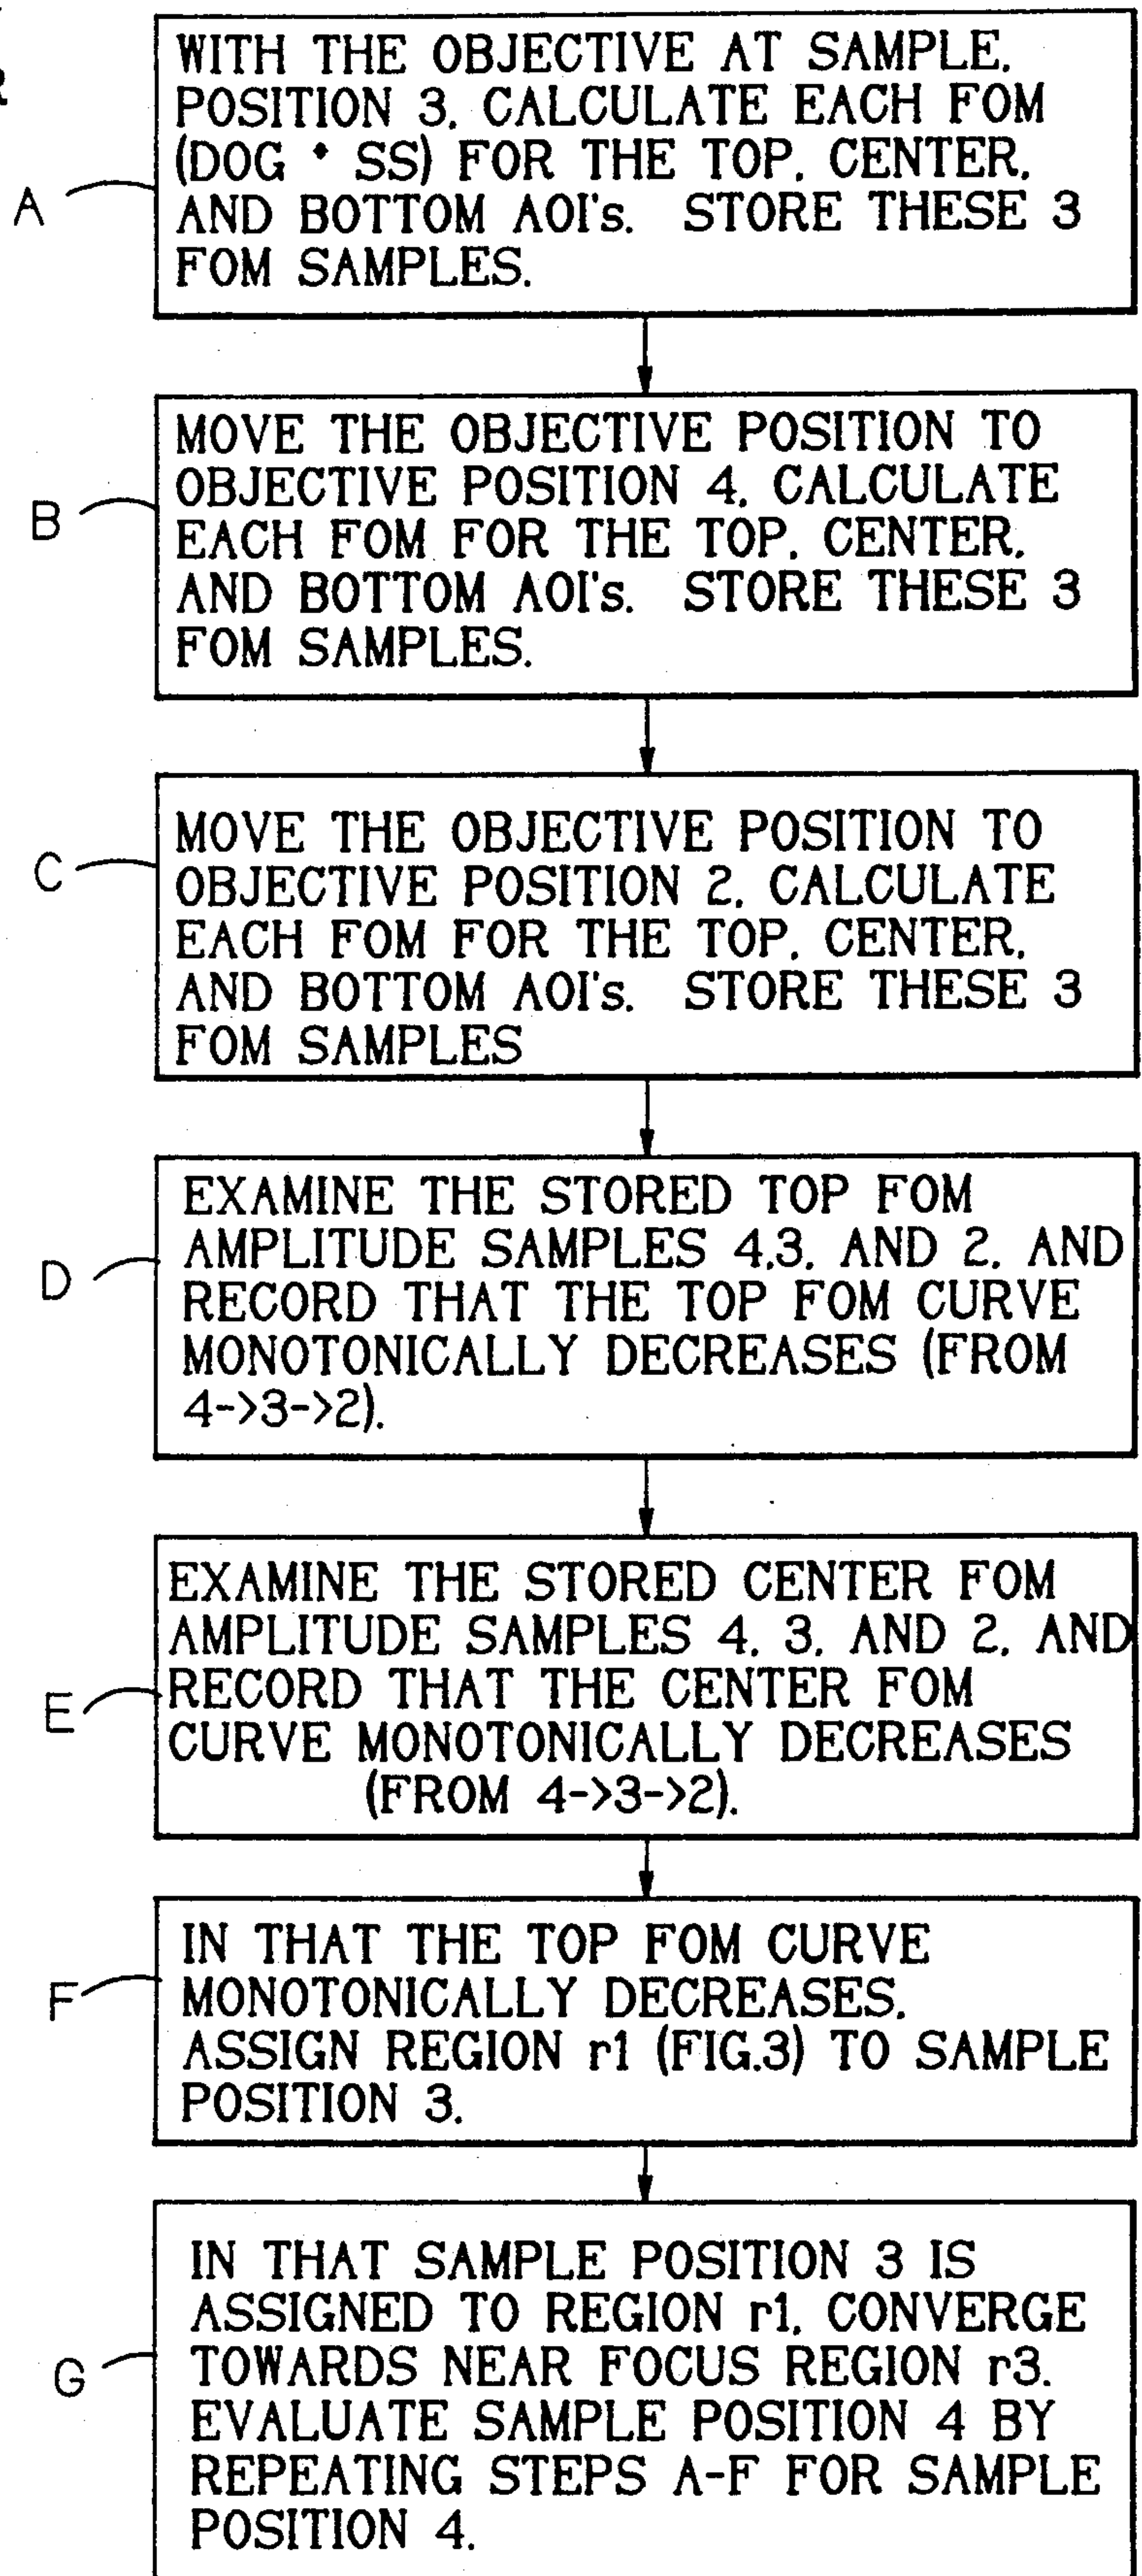 R
WITH THE OBJECTIVE AT SAMPLE.
POSITION 3. CALCULATE EACH FOM
(DOG * SS) FOR THE TOP. CENTER.
AND BOTTOM AOI's. STORE THESE 3
FOM SAMPLES.
A
MOVE THE OBJECTIVE POSITION TO
OBJECTIVE POSITION 4. CALCULATE
EACH FOM FOR THE TOP. CENTER.
AND BOTTOM AOI's. STORE THESE 3
FOM SAMPLES.
B
MOVE THE OBJECTIVE POSITION TO
OBJECTIVE POSITION 2. CALCULATE
EACH FOM FOR THE TOP. CENTER.
AND BOTTOM AOI's. STORE THESE 3
FOM SAMPLES
C
EXAMINE THE STORED TOP FOM
AMPLITUDE SAMPLES 4.3. AND 2. AND
RECORD THAT THE TOP FOM CURVE
MONOTONICALLY DECREASES (FROM
4->3->2).
D
EXAMINE THE STORED CENTER FOM
AMPLITUDE SAMPLES 4. 3. AND 2. AND
RECORD THAT THE CENTER FOM
CURVE MONOTONICALLY DECREASES
(FROM 4->3->2).
E
IN THAT THE TOP FOM CURVE
MONOTONICALLY DECREASES.
ASSIGN REGION r1 (FIG.3) TO SAMPLE
POSITION 3.
F
IN THAT SAMPLE POSITION 3 IS
ASSIGNED TO REGION r1. CONVERGE
TOWARDS NEAR FOCUS REGION r3.
EVALUATE SAMPLE POSITION 4 BY
REPEATING STEPS A-F FOR SAMPLE
POSITION 4.
G